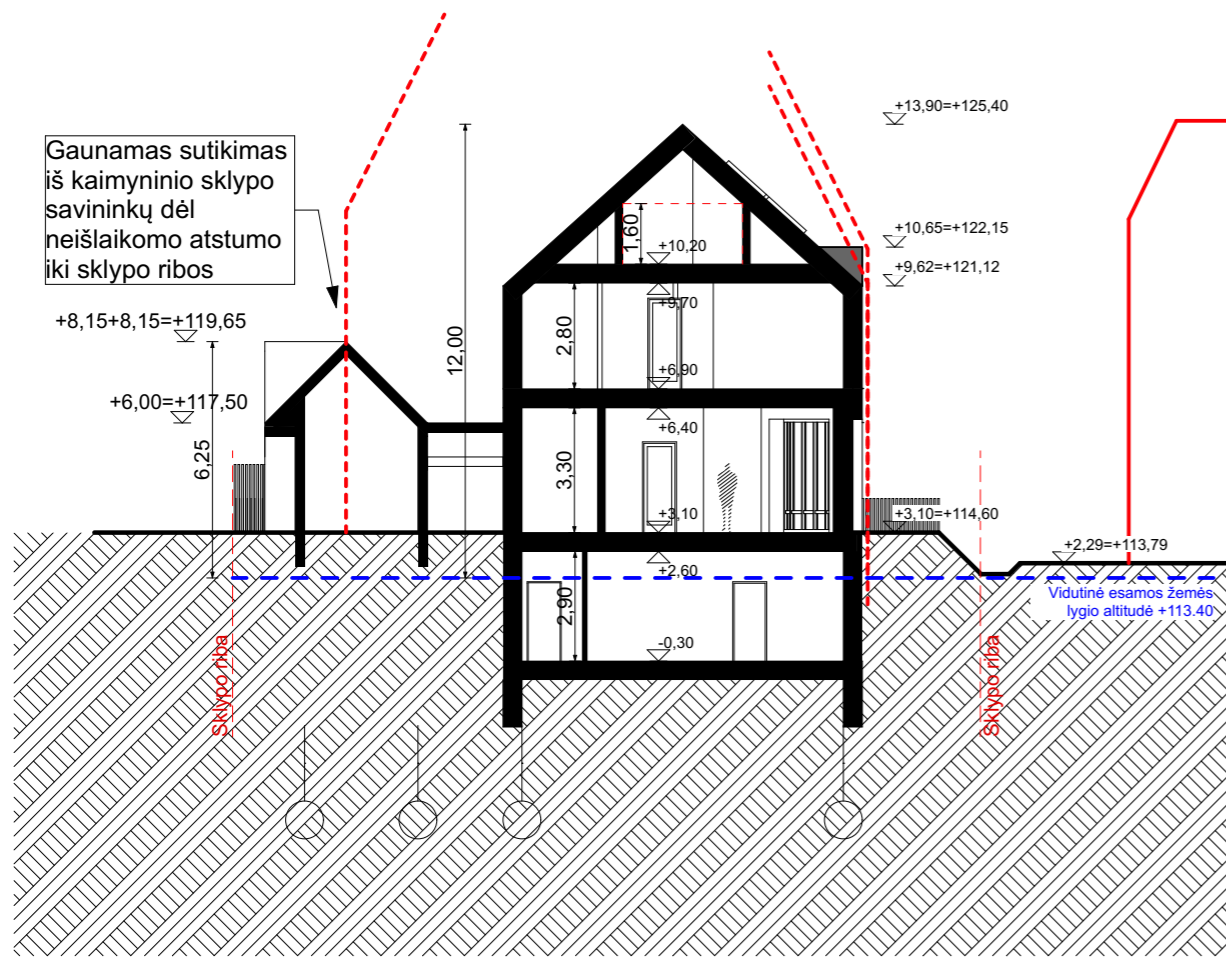 +13,90=+125,40
Gaunamas sutikimas
iš kaimyninio sklypo
savininkų dėl
neišlaikomo atstumo
iki sklypo ribos
1,60
+10,20
+10,65=+122,15
+9,62=+121,12
+9,70
+8,15+8,15=+119,65
12,00
2,80
+6,90
+6,00=+117,50
+6,40
6,25
3,30
+3,10
+3,10=+114,60
+2,29=+113,79
+2,60
2,90
Vidutinė esamos žemės
lygio altitudė +113.40
-0,30
Sklypo riba
Sklypo riba